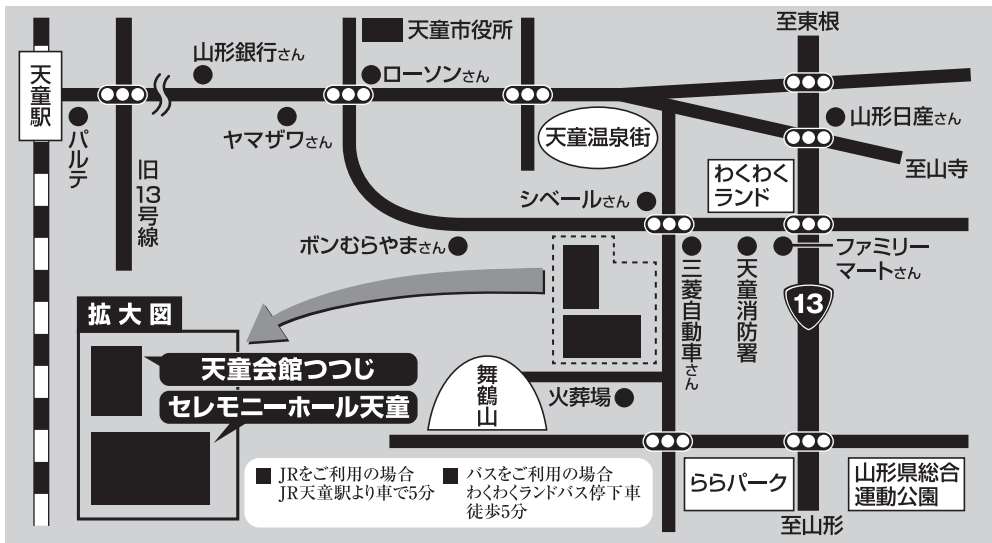 至東根
天童市役所
山形銀行さん
ローソンさん
天童駅
パルテ
ヤマザワさん
天童温泉街
山形日産さん
至山寺
旧13号線
わくわく
ランド
シベールさん
ボンむらやまさん
ファミリー
マートさん
三菱自動車さん
天童消防署
13
拡大図
天童会館つつじ
セレモニーホール天童
舞鶴山
火葬場
■ JRをご利用の場合
JR天童駅より車で5分
■ バスをご利用の場合
わくわくランドバス停下車
徒歩5分
ららパーク
山形県総合
運動公園
至山形